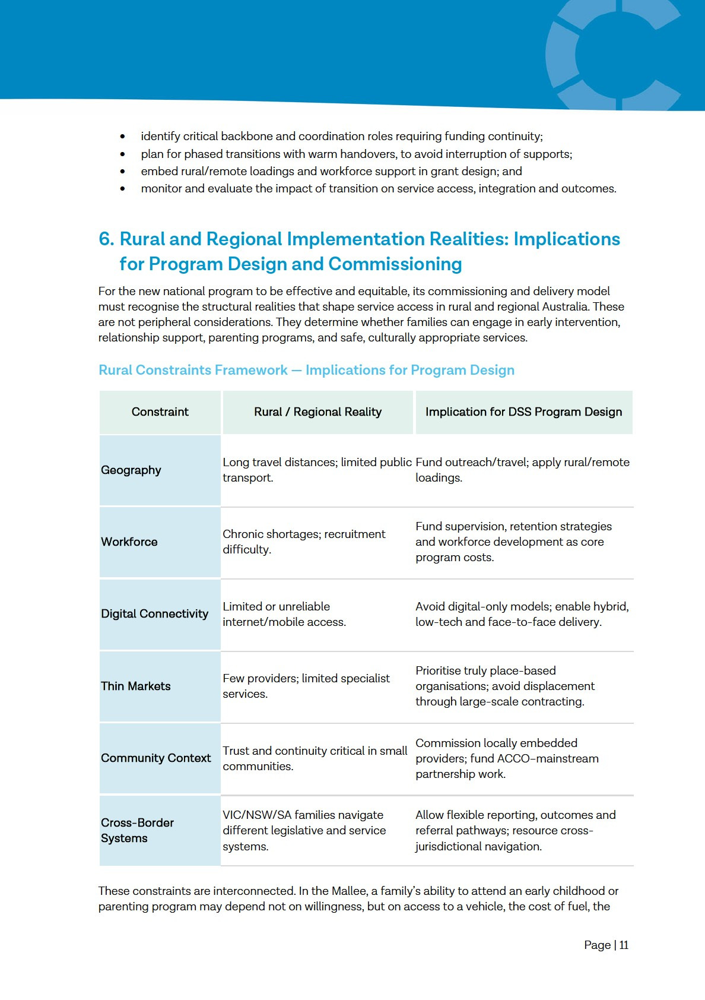 • identify critical backbone and coordination roles requiring funding continuity;
• plan for phased transitions with warm handovers, to avoid interruption of supports;
• embed rural/remote loadings and workforce support in grant design; and
• monitor and evaluate the impact of transition on service access, integration and outcomes.
6. Rural and Regional Implementation Realities: Implications
for Program Design and Commissioning
For the new national program to be effective and equitable, its commissioning and delivery model
must recognise the structural realities that shape service access in rural and regional Australia. These
are not peripheral considerations. They determine whether families can engage in early intervention,
relationship support, parenting programs, and safe, culturally appropriate services.
Rural Constraints Framework — Implications for Program Design
Constraint
Rural / Regional Reality
Implication for DSS Program Design
Geography
Long travel distances; limited public
transport.
Fund outreach/travel; apply rural/remote
loadings.
Workforce
Chronic shortages; recruitment
difficulty.
Fund supervision, retention strategies
and workforce development as core
program costs.
Digital Connectivity
Limited or unreliable
internet/mobile access.
Avoid digital-only models; enable hybrid,
low-tech and face-to-face delivery.
Thin Markets
Few providers; limited specialist
services.
Prioritise truly place-based
organisations; avoid displacement
through large-scale contracting.
Community Context
Trust and continuity critical in small
communities.
Commission locally embedded
providers; fund ACCO–mainstream
partnership work.
Cross-Border
Systems
VIC/NSW/SA families navigate
different legislative and service
systems.
Allow flexible reporting, outcomes and
referral pathways; resource cross-
jurisdictional navigation.
These constraints are interconnected. In the Mallee, a family’s ability to attend an early childhood or
parenting program may depend not on willingness, but on access to a vehicle, the cost of fuel, the
Page | 11